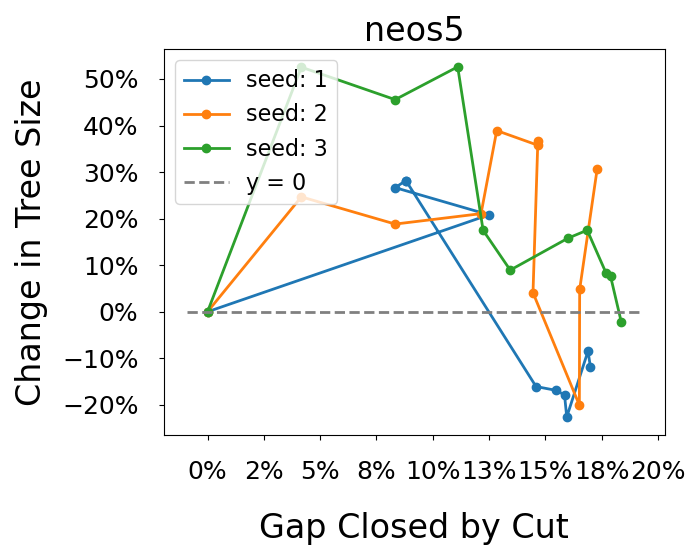 neos5
Change in Tree Size
50%
40%
30%
20%
10%
0%
−10%
−20%
seed: 1
seed: 2
seed: 3
y = 0
0% 2% 5% 8% 10% 13% 15% 18% 20%
Gap Closed by Cut